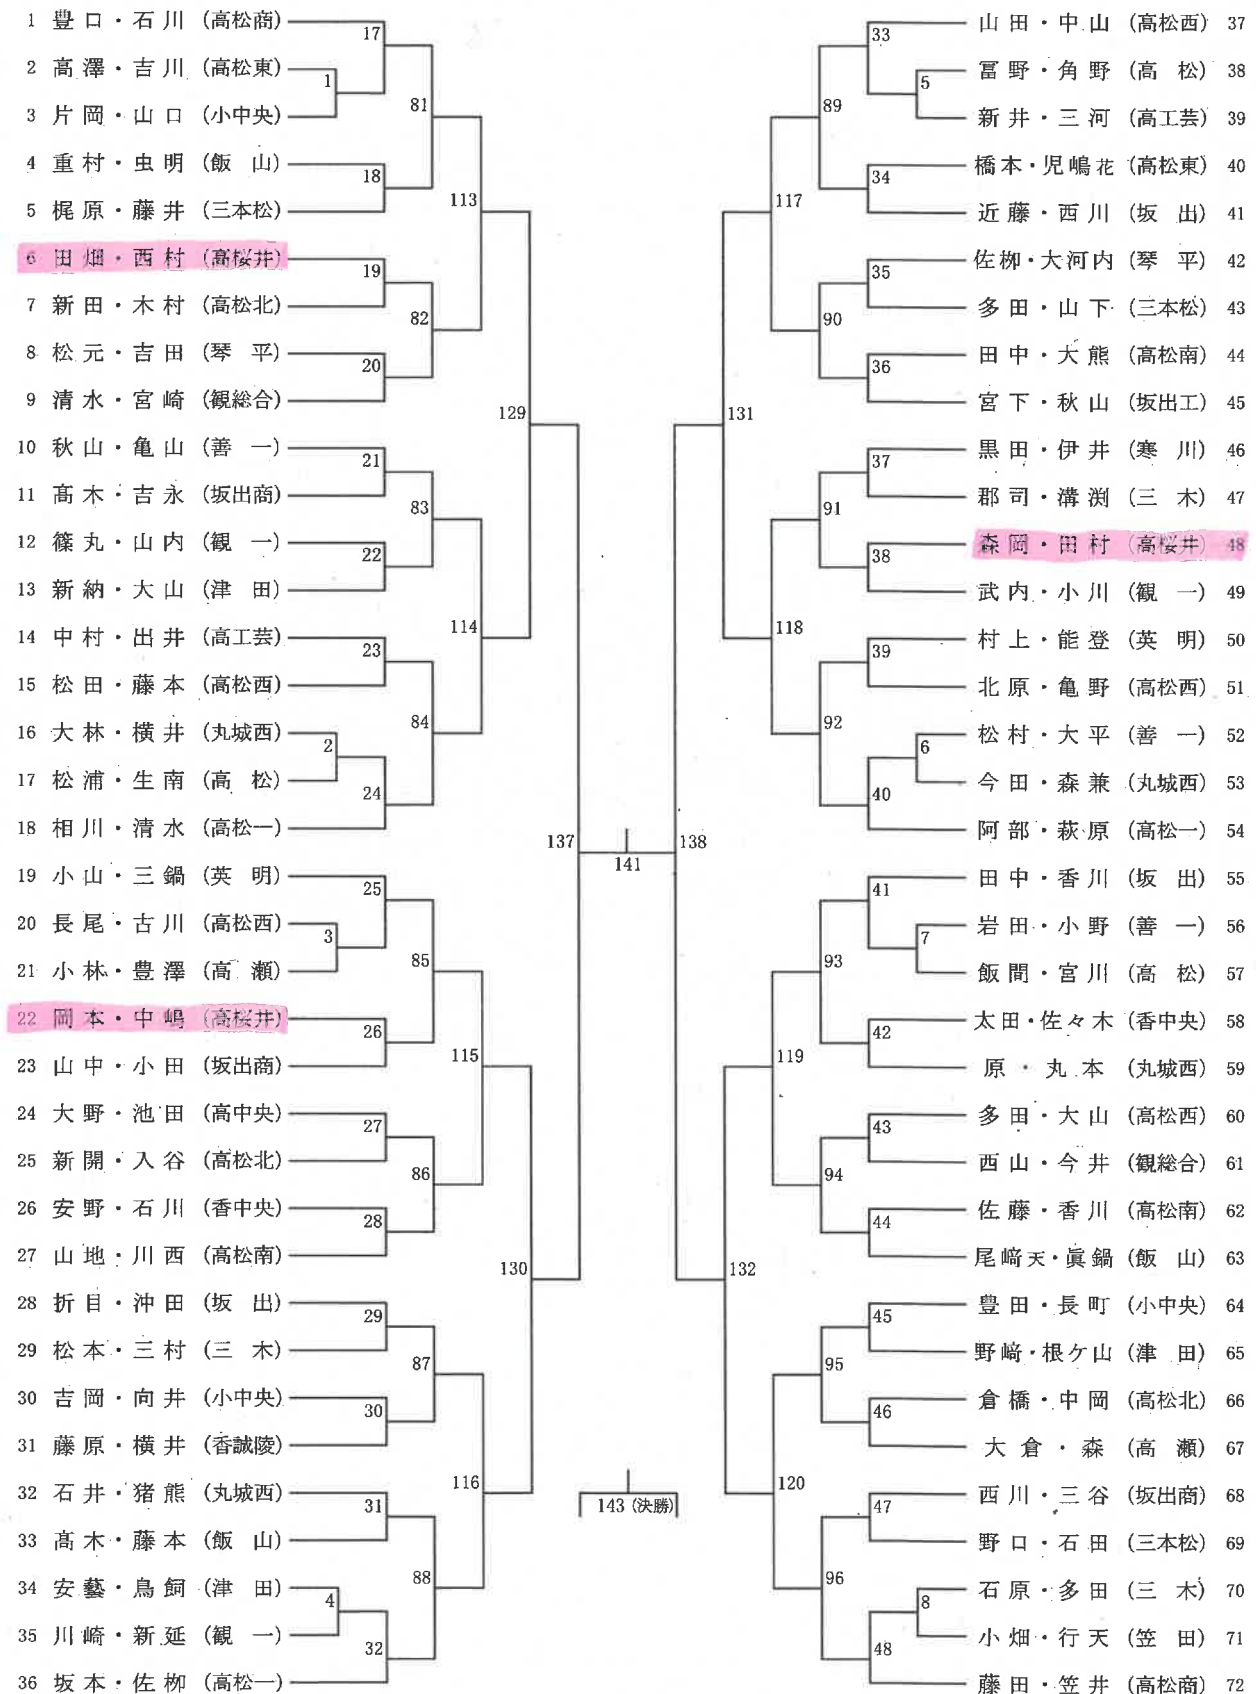 1 豊口・石川 (高松商)
2 高澤・吉川 (高松東)
3 片岡・山口 (小中央)
4 重村・虫明 (飯 山)
5 梶原・藤井 (三本松)
6 田畑・西村 (高桜井)
7 新田・木村 (高松北)
8 松元・吉田 (琴 平)
9 清水・宮崎 (観総合)
10 秋山・亀山 (善 一)
11 髙木・吉永 (坂出商)
12 篠丸・山内 (観 一)
13 新納・大山 (津 田)
14 中村・出井 (高工芸)
15 松田・藤本 (高松西)
16 大林・横井 (丸城西)
17 松浦・生南 (高 松)
18 相川・清水 (高松一)
19 小山・三鍋 (英 明)
20 長尾・古川 (高松西)
21 小林・豊澤 (高 瀬)
22 岡本・中嶋 (高桜井)
23 山中・小田 (坂出商)
24 大野・池田 (高中央)
25 新開・入谷 (高松北)
26 安野・石川 (香中央)
27 山地・川西 (高松南)
28 折目・沖田 (坂 出)
29 松本・三村 (三 木)
30 吉岡・向井 (小中央)
31 藤原・横井 (香誠陵)
32 石井・猪熊 (丸城西)
33 髙木・藤本 (飯 山)
34 安藝・鳥飼 (津 田)
35 川崎・新延 (観 一)
36 坂本・佐栁 (高松一)
17
1
81
18
113
19
82
20
129
21
83
22
114
23
84
2
24
137
25
3
85
26
115
27
86
28
130
29
87
30
116
31
88
4
32
141
143 (決勝)
33
5
89
34
117
35
90
36
131
37
91
38
118
39
92
6
40
138
41
7
93
42
119
43
94
44
132
45
95
46
120
47
96
8
48
山田・中山 (高松西) 37
冨野・角野 (高 松) 38
新井・三河 (高工芸) 39
橋本・児嶋花 (高松東) 40
近藤・西川 (坂 出) 41
佐栁・大河内 (琴 平) 42
多田・山下 (三本松) 43
田中・大熊 (高松南) 44
宮下・秋山 (坂出工) 45
黒田・伊井 (寒 川) 46
郡司・溝渕 (三 木) 47
森岡・田村 (高桜井) 48
武内・小川 (観 一) 49
村上・能登 (英 明) 50
北原・亀野 (高松西) 51
松村・大平 (善 一) 52
今田・森兼 (丸城西) 53
阿部・萩原 (高松一) 54
田中・香川 (坂 出) 55
岩田・小野 (善 一) 56
飯間・宮川 (高 松) 57
太田・佐々木 (香中央) 58
原・丸本 (丸城西) 59
多田・大山 (高松西) 60
西山・今井 (観総合) 61
佐藤・香川 (高松南) 62
尾﨑天・眞鍋 (飯 山) 63
豊田・長町 (小中央) 64
野﨑・根ケ山 (津 田) 65
倉橋・中岡 (高松北) 66
大倉・森 (高 瀬) 67
西川・三谷 (坂出商) 68
野口・石田 (三本松) 69
石原・多田 (三 木) 70
小畑・行天 (笠 田) 71
藤田・笠井 (高松商) 72